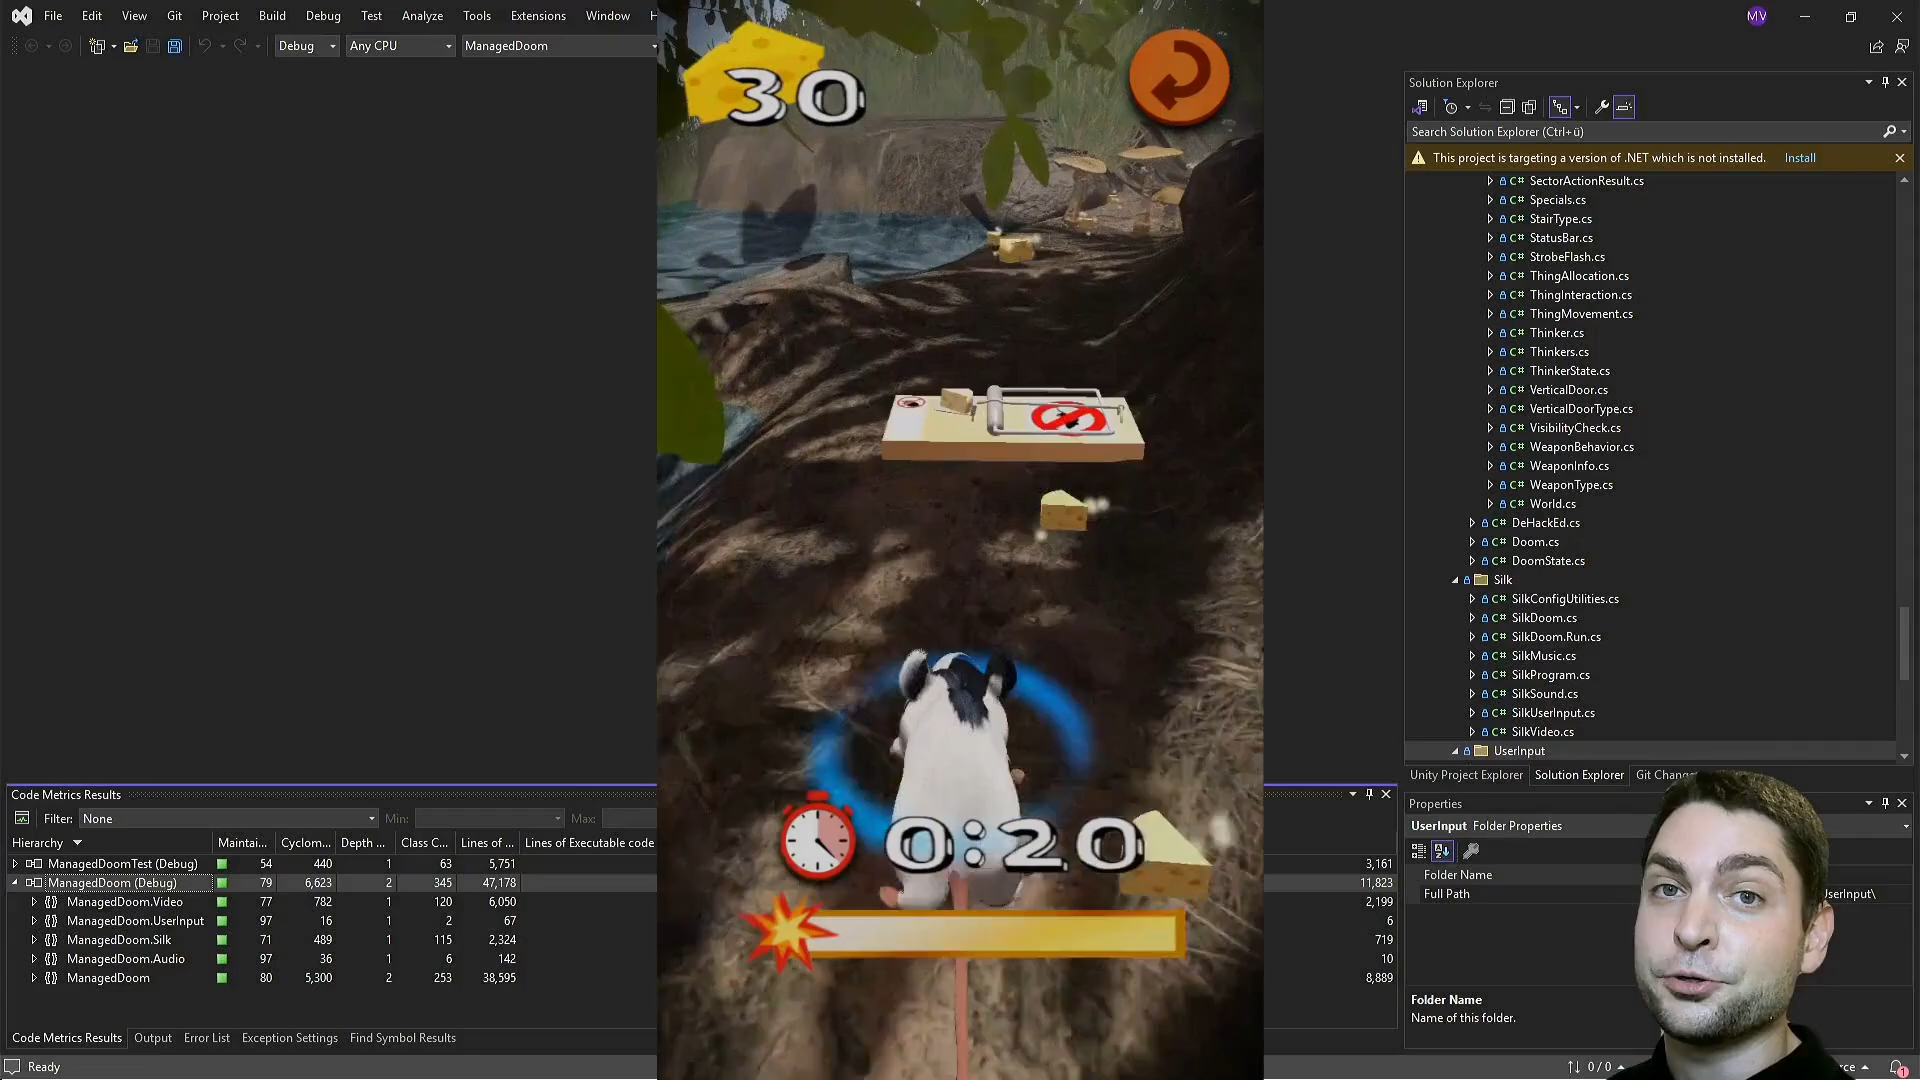 File Edit View Git Project Build Debug Test Analyze Tools Extensions Window
MV
Debug Any CPU ManagedDoom
30
Solution Explorer
Search Solution Explorer (Ctrl+ü)
This project is targeting a version of .NET which is not installed. Install
C# SectorActionResult.cs
C# Specials.cs
C# StairType.cs
C# StatusBar.cs
C# StrobeFlash.cs
C# ThingAllocation.cs
C# ThingInteraction.cs
C# ThingMovement.cs
C# Thinker.cs
C# Thinkers.cs
C# ThinkerState.cs
C# VerticalDoor.cs
C# VerticalDoorType.cs
C# VisibilityCheck.cs
C# WeaponBehavior.cs
C# WeaponInfo.cs
C# WeaponType.cs
C# World.cs
C# DeHackEd.cs
C# Doom.cs
C# DoomState.cs
Silk
C# SilkConfigUtilities.cs
C# SilkDoom.cs
C# SilkDoom.Run.cs
C# SilkMusic.cs
C# SilkProgram.cs
C# SilkSound.cs
C# SilkUserInput.cs
C# SilkVideo.cs
UserInput
Unity Project Explorer Solution Explorer Git Chang
0:20
Code Metrics Results
Filter: None Min: Max:
Hierarchy Maintai... Cyclom... Depth ... Class C... Lines of ... Lines of Executable code
ManagedDoomTest (Debug) 54 440 1 63 5,751 3,161
ManagedDoom (Debug) 79 6,623 2 345 47,178 11,823
ManagedDoom.Video 77 782 1 120 6,050 2,199
ManagedDoom.UserInput 97 16 1 2 67 6
ManagedDoom.Silk 71 489 1 115 2,324 719
ManagedDoom.Audio 97 36 1 6 142 10
ManagedDoom 80 5,300 2 253 38,595 8,889
Code Metrics Results Output Error List Exception Settings Find Symbol Results
Properties
UserInput Folder Properties
Folder Name
Full Path UserInput\
Folder Name
Name of this folder.
Ready
0 / 0
rce
1